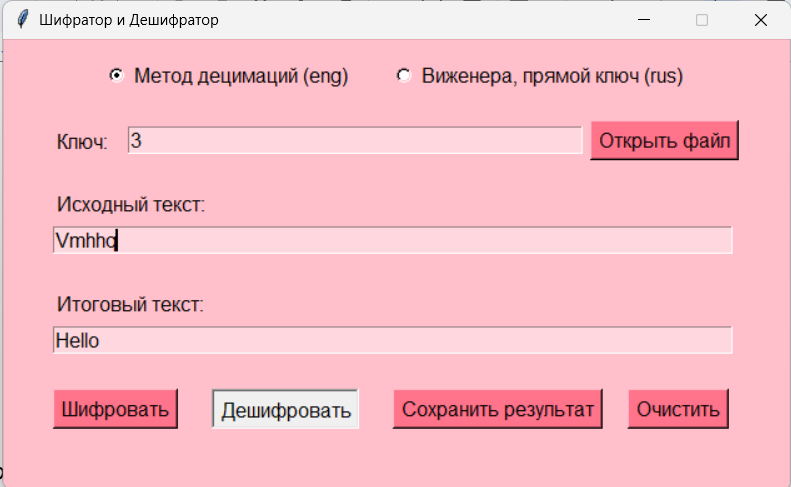 Шифратор и Дешифратор
Метод децимаций (eng) Виженера, прямой ключ (rus)
Ключ: 3 Открыть файл
Исходный текст:
Vmhhq
Итоговый текст:
Hello
Шифровать Дешифровать Сохранить результат Очистить